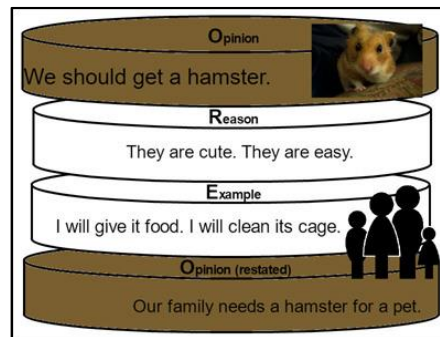 Opinion
We should get a hamster.
Reason
They are cute. They are easy.
Example
I will give it food. I will clean its cage.
Opinion (restated)
Our family needs a hamster for a pet.